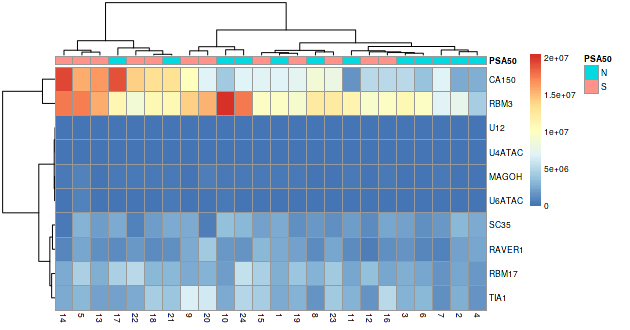 PSA50
CA150
RBM3
U12
U4ATAC
MAGOH
U6ATAC
SC35
RAVER1
RBM17
TIA1
14 5 13 17 22 18 21 9 20 10 24 15 1 19 8 23 11 12 16 3 6 7 2 4
2e+07
1.5e+07
1e+07
5e+06
0
PSA50
N
S